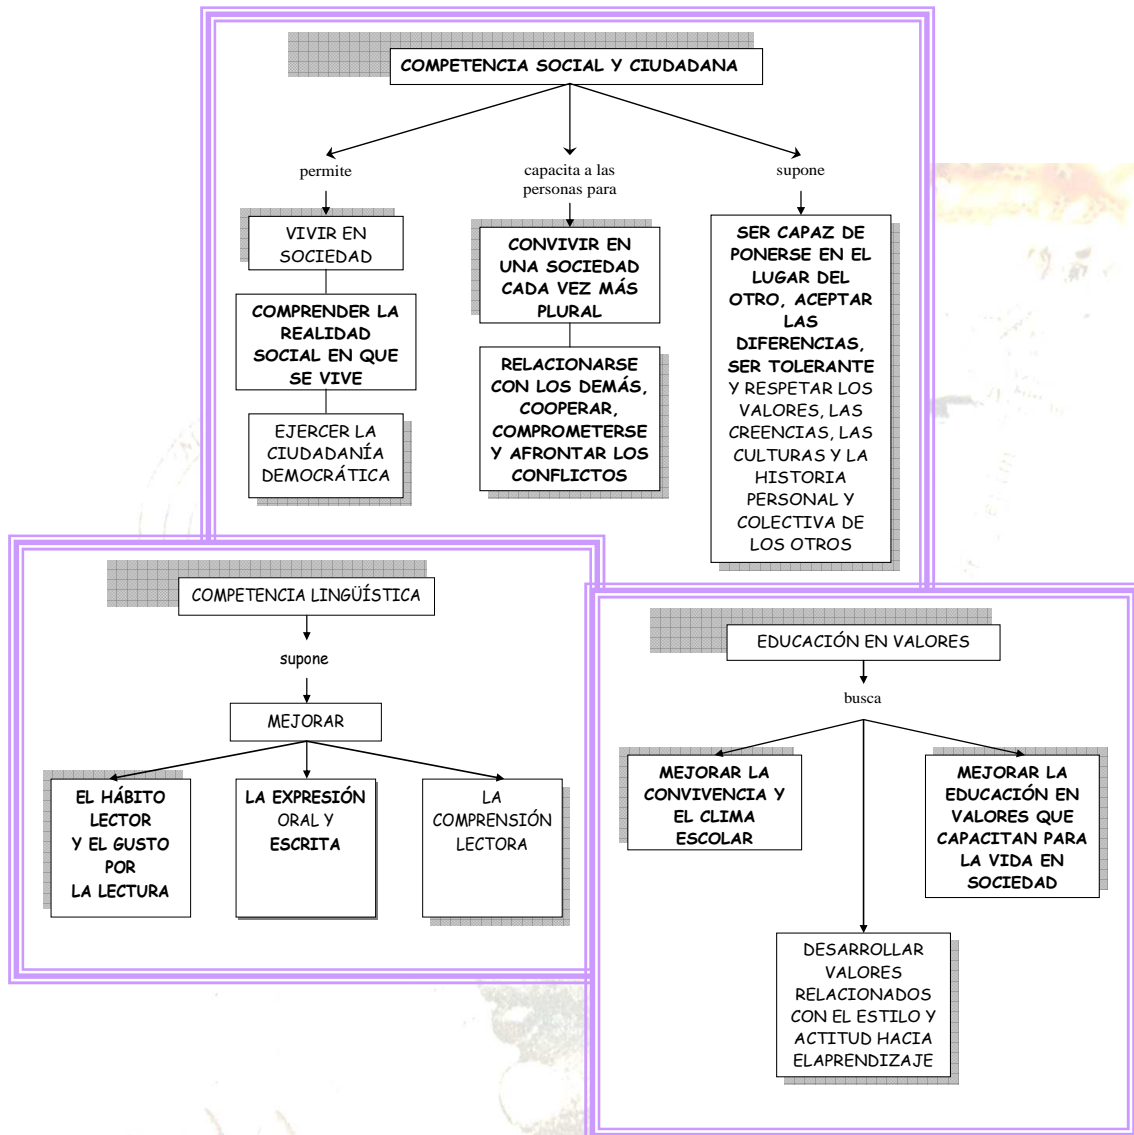 COMPETENCIA SOCIAL Y CIUDADANA
permite
VIVIR EN
SOCIEDAD
COMPRENDER LA
REALIDAD
SOCIAL EN QUE
SE VIVE
EJERCER LA
CIUDADANÍA
DEMOCRÁTICA
capacita a las
personas para
CONVIVIR EN
UNA SOCIEDAD
CADA VEZ MÁS
PLURAL
RELACIONARSE
CON LOS DEMÁS,
COOPERAR,
COMPROMETERSE
Y AFRONTAR LOS
CONFLICTOS
supone
SER CAPAZ DE
PONERSE EN EL
LUGAR DEL
OTRO, ACEPTAR
LAS
DIFERENCIAS,
SER TOLERANTE
Y RESPETAR LOS
VALORES, LAS
CREENCIAS, LAS
CULTURAS Y LA
HISTORIA
PERSONAL Y
COLECTIVA DE
LOS OTROS
COMPETENCIA LINGÜÍSTICA
supone
MEJORAR
EL HÁBITO
LECTOR
Y EL GUSTO
POR
LA LECTURA
LA EXPRESIÓN
ORAL Y
ESCRITA
LA
COMPRENSIÓN
LECTORA
EDUCACIÓN EN VALORES
busca
MEJORAR LA
CONVIVENCIA Y
EL CLIMA
ESCOLAR
DESARROLLAR
VALORES
RELACIONADOS
CON EL ESTILO Y
ACTITUD HACIA
ELAPRENDIZAJE
MEJORAR LA
EDUCACIÓN EN
VALORES QUE
CAPACITAN PARA
LA VIDA EN
SOCIEDAD